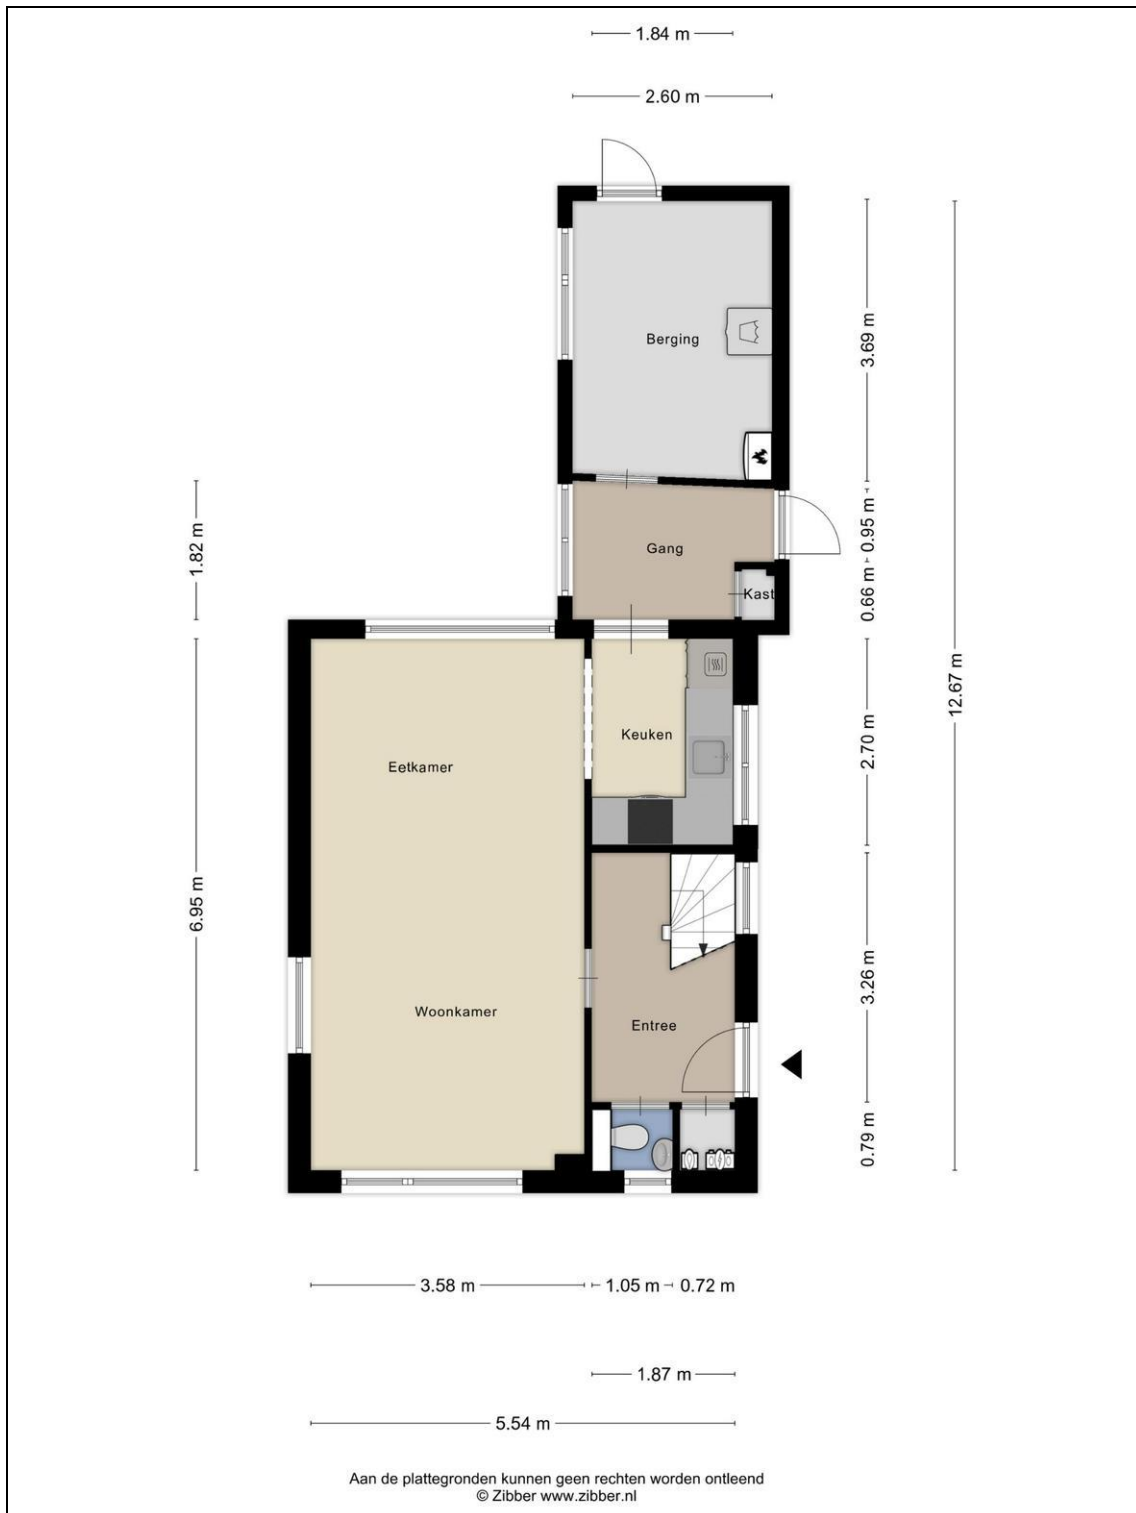 1.84 m
2.60 m
Berging
3.69 m
Gang
0.95 m
1.82 m
Kast
0.66 m
12.67 m
Keuken
2.70 m
Eetkamer
6.95 m
3.26 m
Woonkamer
Entree
0.79 m
3.58 m
1.05 m
0.72 m
1.87 m
5.54 m
Aan de plattegronden kunnen geen rechten worden ontleend
© Zibber www.zibber.nl